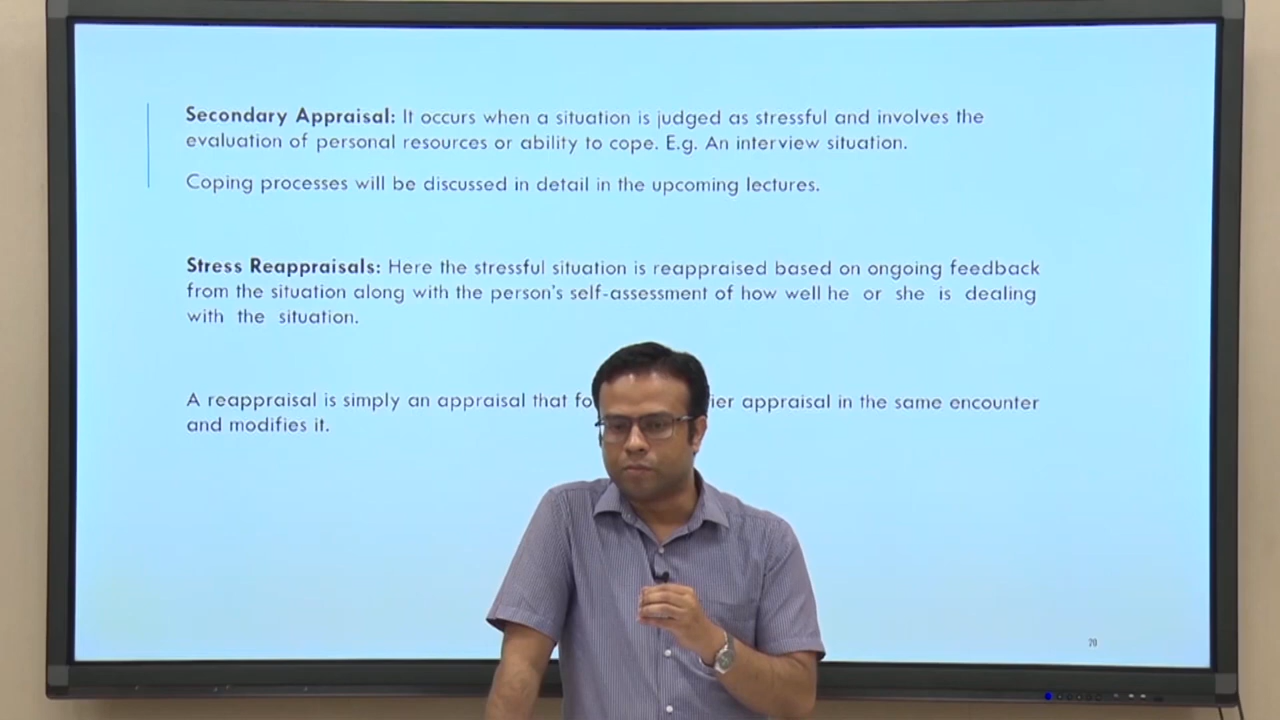 Secondary Appraisal: It occurs when a situation is judged as stressful and involves the
evaluation of personal resources or ability to cope. E.g. An interview situation.
Coping processes will be discussed in detail in the upcoming lectures.
Stress Reappraisals: Here the stressful situation is reappraised based on ongoing feedback
from the situation along with the person's self-assessment of how well he or she is dealing
with the situation.
A reappraisal is simply an appraisal that fo ier appraisal in the same encounter
and modifies it.